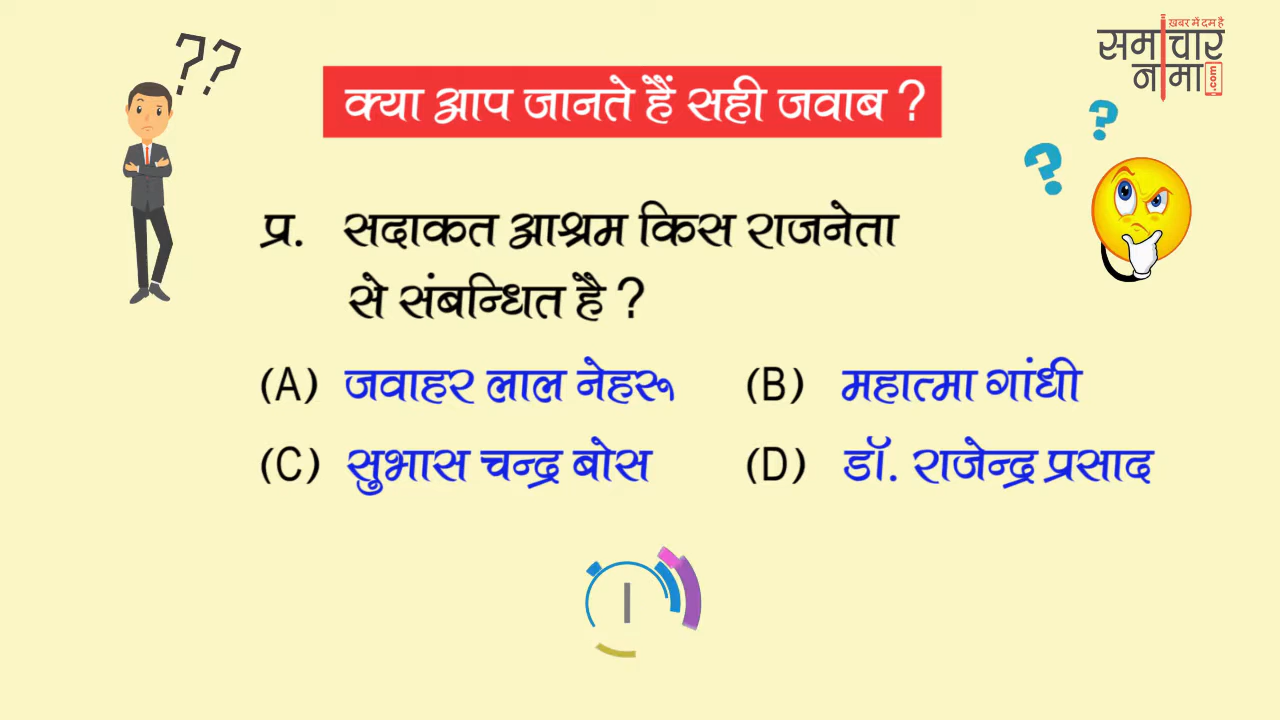 ??
ख़बर में दम है
समाचार
नामा.com
क्या आप जानते हैं सही जवाब ?
? ?
प्र. सदाकत आश्रम किस राजनेता
से संबन्धित है ?
(A) जवाहर लाल नेहरू (B) महात्मा गांधी
(C) सुभास चन्द्र बोस (D) डॉ. राजेन्द्र प्रसाद